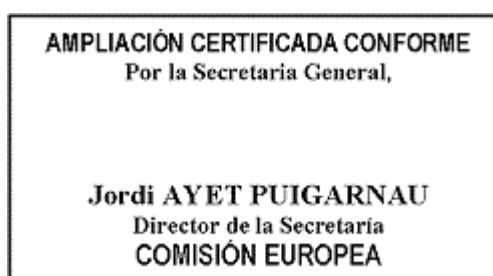 AMPLIACIÓN CERTIFICADA CONFORME
Por la Secretaria General,
Jordi AYET PUIGARNAU
Director de la Secretaría
COMISIÓN EUROPEA